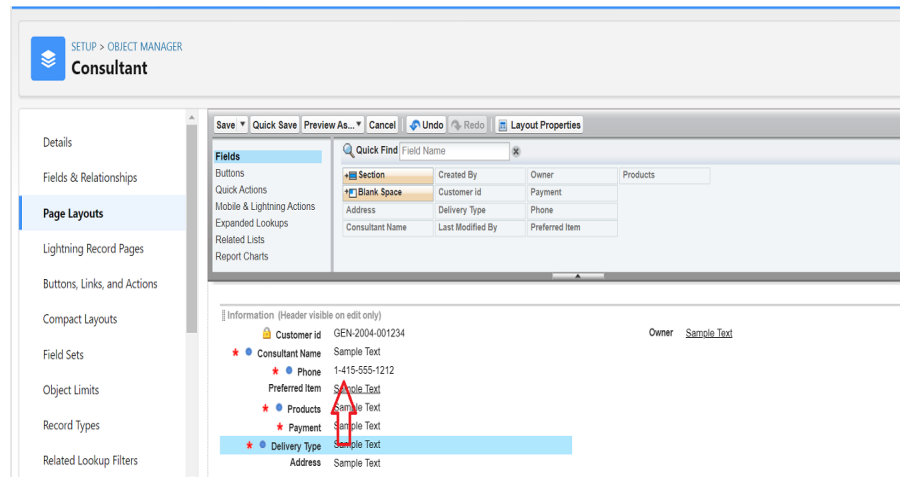 SETUP > OBJECT MANAGER
Consultant
Details
Fields & Relationships
Page Layouts
Lightning Record Pages
Buttons, Links, and Actions
Compact Layouts
Field Sets
Object Limits
Record Types
Related Lookup Filters
Save Quick Save Preview As... Cancel Undo Redo Layout Properties
Fields
Buttons
Quick Actions
Mobile & Lightning Actions
Expanded Lookups
Related Lists
Report Charts
Quick Find Field Name
Section Created By Owner Products
Blank Space Customer id Payment
Address Delivery Type Phone
Consultant Name Last Modified By Preferred Item
Information (Header visible on edit only)
Customer id GEN-2004-001234 Owner Sample Text
* Consultant Name Sample Text
* Phone 1-415-555-1212
Preferred Item Sample Text
* Products Sample Text
* Payment Sample Text
* Delivery Type Sample Text
Address Sample Text